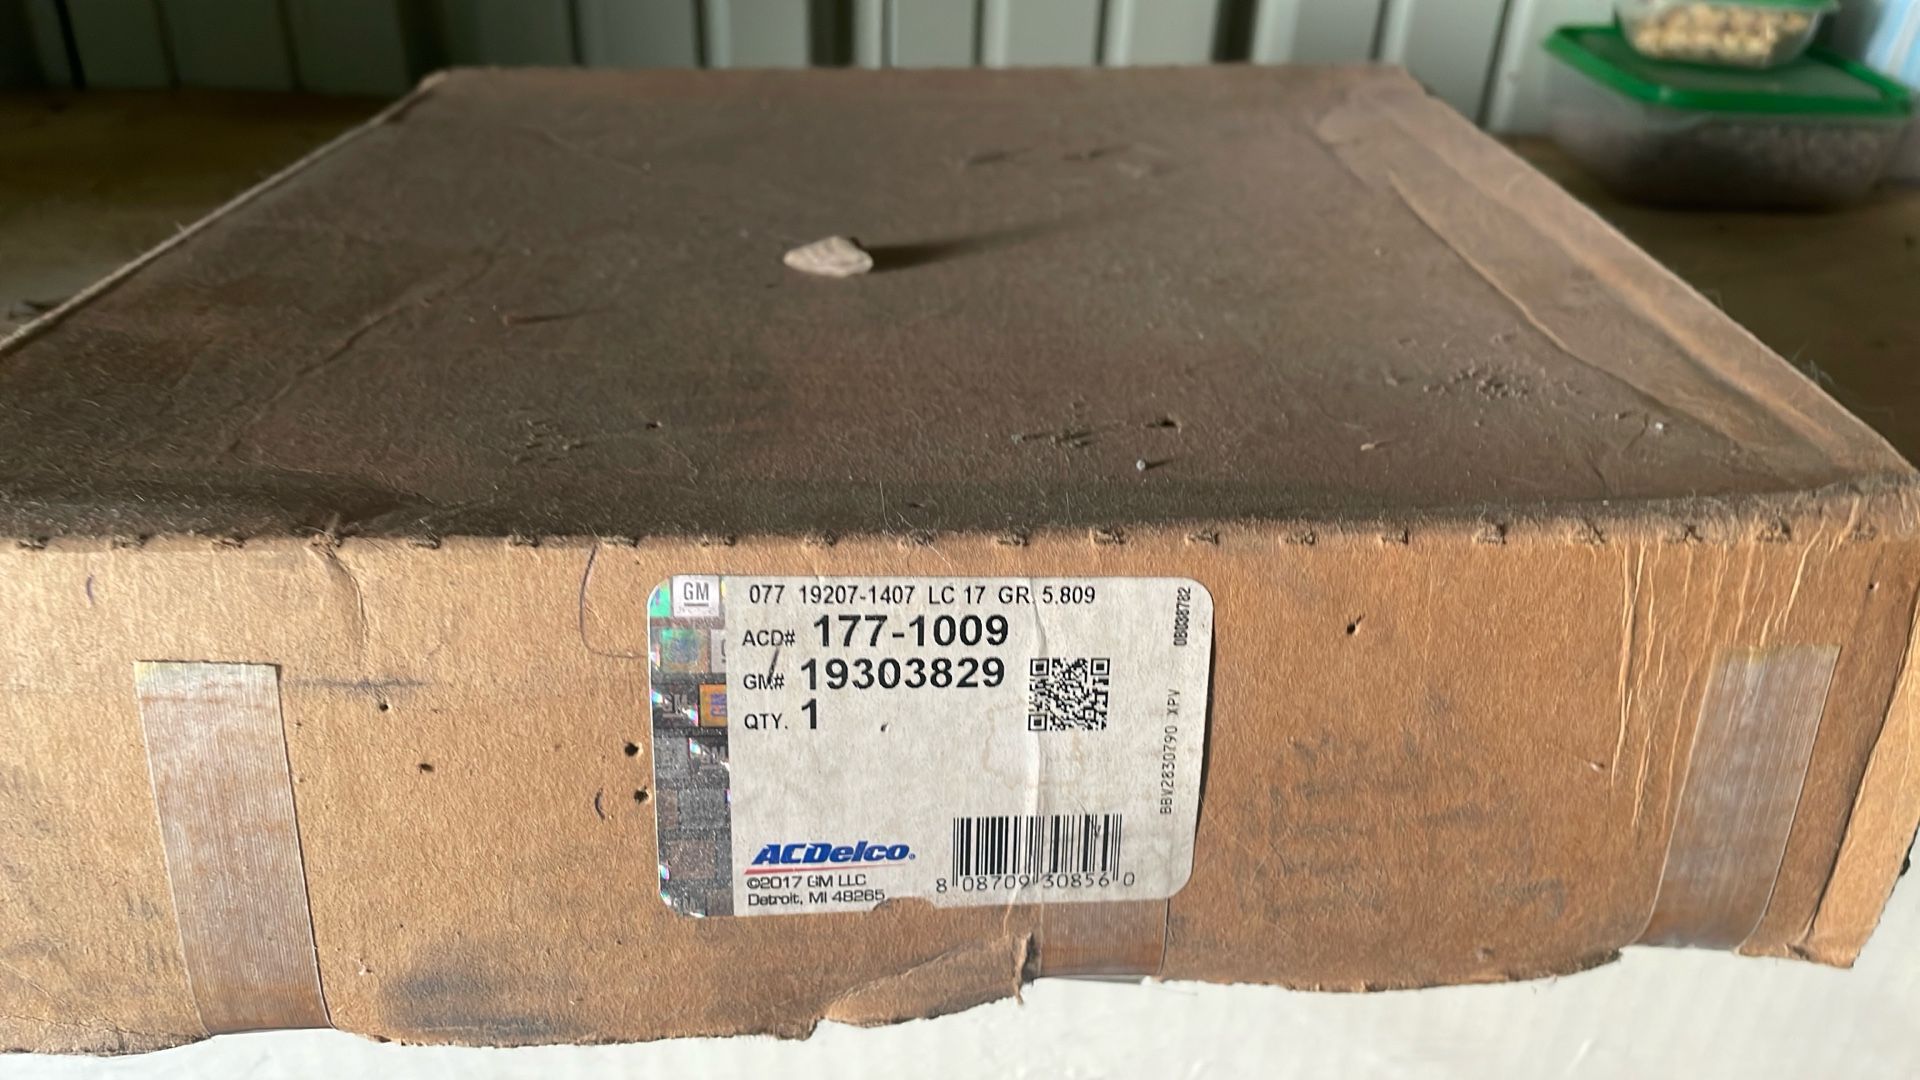 GM
077 19207-1407 LC 17 GR. 5.809
ACD# 177-1009
GM# 19303829
QTY. 1
08038782
BBV2830790 XPV
ACDelco®
©2017 GM LLC
Detroit, MI 48265
8 08709 30856 0